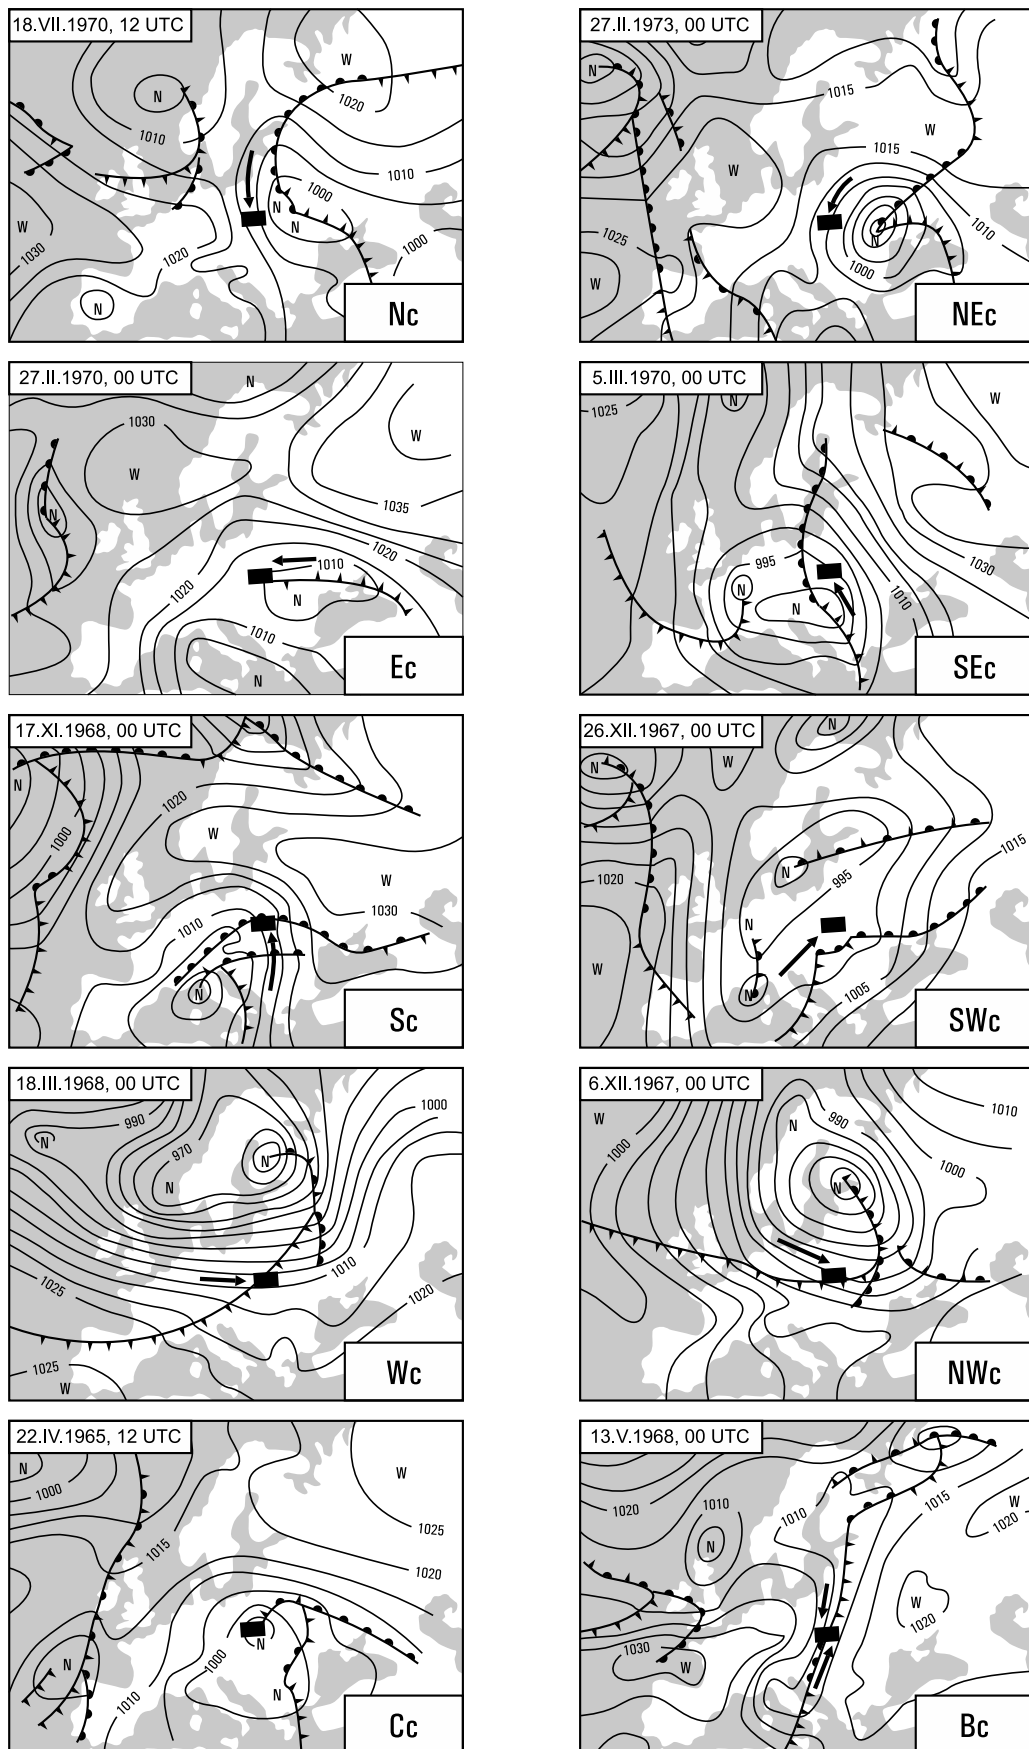 18.VII.1970, 12 UTC
W
N
1020
1010
1010
W
1030
N
N
1000
1020
1000
N
Nc
27.II.1973, 00 UTC
W
N
1015
W
W
1015
1025
N
1010
W
1000
NEc
27.II.1970, 00 UTC
N
1030
W
W
N
1035
1020
1010
1020
N
1010
N
Ec
5.III.1970, 00 UTC
N
1025
W
995
1030
N
N
1010
SEc
17.XI.1968, 00 UTC
N
1020
1000
W
W
1010
1030
N
Sc
26.XII.1967, 00 UTC
N
W
N
1015
1020
N
995
N
W
N
1005
SWc
18.III.1968, 00 UTC
990
1000
N
970
N
N
1010
1025
1020
1025
W
Wc
6.XII.1967, 00 UTC
W
990
1010
N
1000
1000
N
NWc
22.IV.1965, 12 UTC
N
W
1000
1025
1015
1020
N
N
1000
1010
N
Cc
13.V.1968, 00 UTC
1020
1010
1010
1015
W
1020
N
W
1020
1030
W
Bc